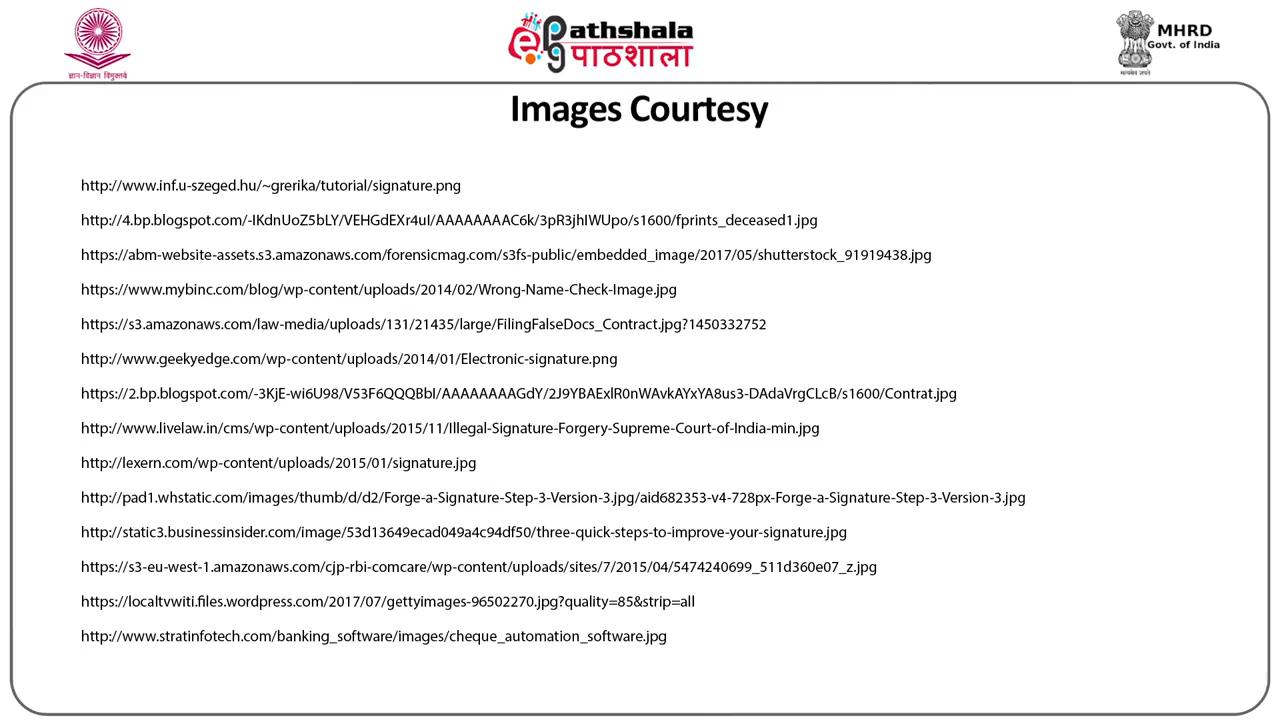 ज्ञान-विज्ञान विमुक्तये
epg Pathshala
पाठशाला
MHRD
Govt. of India
सत्यमेव जयते
Images Courtesy
http://www.inf.u-szeged.hu/~grerika/tutorial/signature.png
http://4.bp.blogspot.com/-IKdnUoZ5bLY/VEHGdEXr4uI/AAAAAAAAC6k/3pR3jhIWUpo/s1600/fprints_deceased1.jpg
https://abm-website-assets.s3.amazonaws.com/forensicmag.com/s3fs-public/embedded_image/2017/05/shutterstock_91919438.jpg
https://www.mybinc.com/blog/wp-content/uploads/2014/02/Wrong-Name-Check-Image.jpg
https://s3.amazonaws.com/law-media/uploads/131/21435/large/FilingFalseDocs_Contract.jpg?1450332752
http://www.geekyedge.com/wp-content/uploads/2014/01/Electronic-signature.png
https://2.bp.blogspot.com/-3KjE-wi6U98/V53F6QQQBbI/AAAAAAAAGdY/2J9YBAExlR0nWAvkAYxYA8us3-DAdaVrgCLcB/s1600/Contrat.jpg
http://www.livelaw.in/cms/wp-content/uploads/2015/11/Illegal-Signature-Forgery-Supreme-Court-of-India-min.jpg
http://lexern.com/wp-content/uploads/2015/01/signature.jpg
http://pad1.whstatic.com/images/thumb/d/d2/Forge-a-Signature-Step-3-Version-3.jpg/aid682353-v4-728px-Forge-a-Signature-Step-3-Version-3.jpg
http://static3.businessinsider.com/image/53d13649ecad049a4c94df50/three-quick-steps-to-improve-your-signature.jpg
https://s3-eu-west-1.amazonaws.com/cjp-rbi-comcare/wp-content/uploads/sites/7/2015/04/5474240699_511d360e07_z.jpg
https://localtvwiti.files.wordpress.com/2017/07/gettyimages-96502270.jpg?quality=85&strip=all
http://www.stratinfotech.com/banking_software/images/cheque_automation_software.jpg